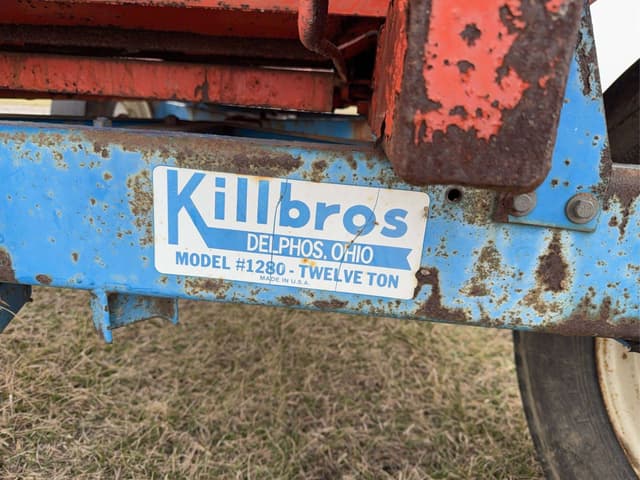 Killbros
DELPHOS, OHIO
MODEL #1280 - TWELVE TON
MADE IN U.S.A.